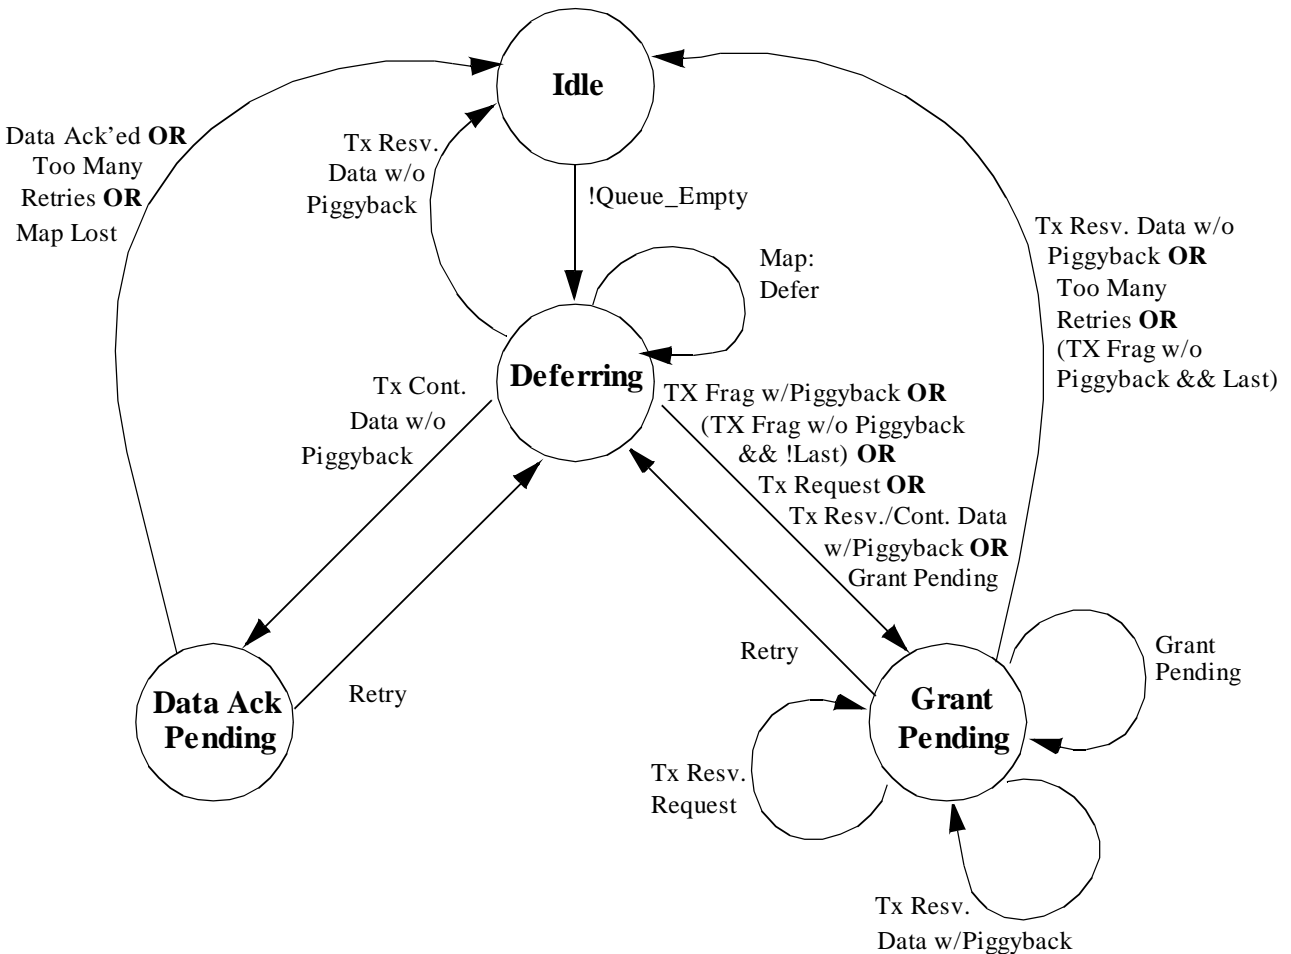 Idle
Data Ack'ed OR
Too Many
Retries OR
Map Lost
Tx Resv.
Data w/o
Piggyback
!Queue_Empty
Map:
Defer
Tx Resv. Data w/o
Piggyback OR
Too Many
Retries OR
(TX Frag w/o
Piggyback && Last)
Deferring
Tx Cont.
Data w/o
Piggyback
TX Frag w/Piggyback OR
(TX Frag w/o Piggyback
&& !Last) OR
Tx Request OR
Tx Resv./Cont. Data
w/Piggyback OR
Grant Pending
Retry
Retry
Data Ack
Pending
Grant
Pending
Grant
Pending
Tx Resv.
Request
Tx Resv.
Data w/Piggyback